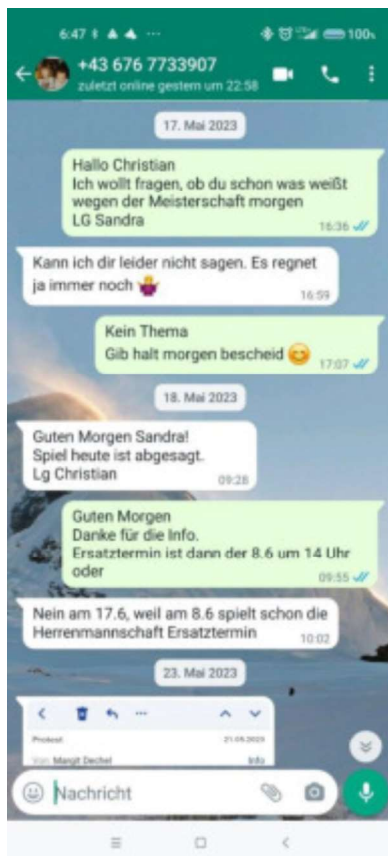 6:47
100%
+43 676 7733907
zuletzt online gestern um 22:58
17. Mai 2023
Hallo Christian
Ich wollt fragen, ob du schon was weißt
wegen der Meisterschaft morgen
LG Sandra
16:36
Kann ich dir leider nicht sagen. Es regnet
ja immer noch 🤷‍♀️
16:59
Kein Thema
Gib halt morgen bescheid 😊
17:07
18. Mai 2023
Guten Morgen Sandra!
Spiel heute ist abgesagt.
Lg Christian
09:28
Guten Morgen
Danke für die Info.
Ersatztermin ist dann der 8.6 um 14 Uhr
oder
09:55
Nein am 17.6, weil am 8.6 spielt schon die
Herrenmannschaft Ersatztermin
10:02
23. Mai 2023
Protest
21.05.2023
Von: Margit Dechel
Info
Nachricht